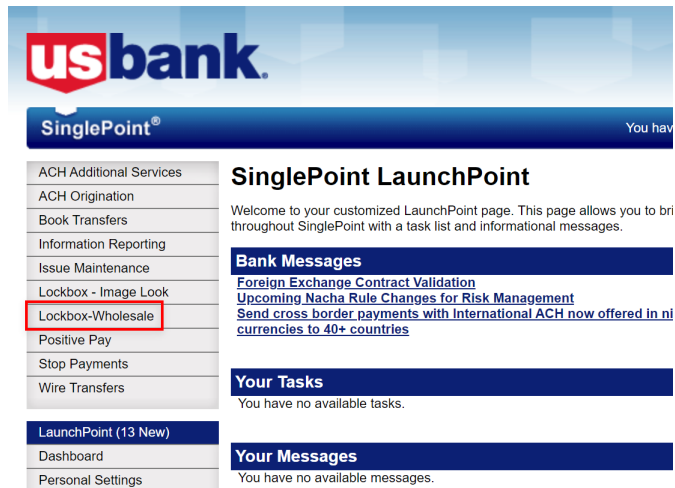 usbank.
SinglePoint®
You hav
ACH Additional Services
ACH Origination
Book Transfers
Information Reporting
Issue Maintenance
Lockbox - Image Look
Lockbox-Wholesale
Positive Pay
Stop Payments
Wire Transfers
LaunchPoint (13 New)
Dashboard
Personal Settings
SinglePoint LaunchPoint
Welcome to your customized LaunchPoint page. This page allows you to bri
throughout SinglePoint with a task list and informational messages.
Bank Messages
Foreign Exchange Contract Validation
Upcoming Nacha Rule Changes for Risk Management
Send cross border payments with International ACH now offered in ni
currencies to 40+ countries
Your Tasks
You have no available tasks.
Your Messages
You have no available messages.